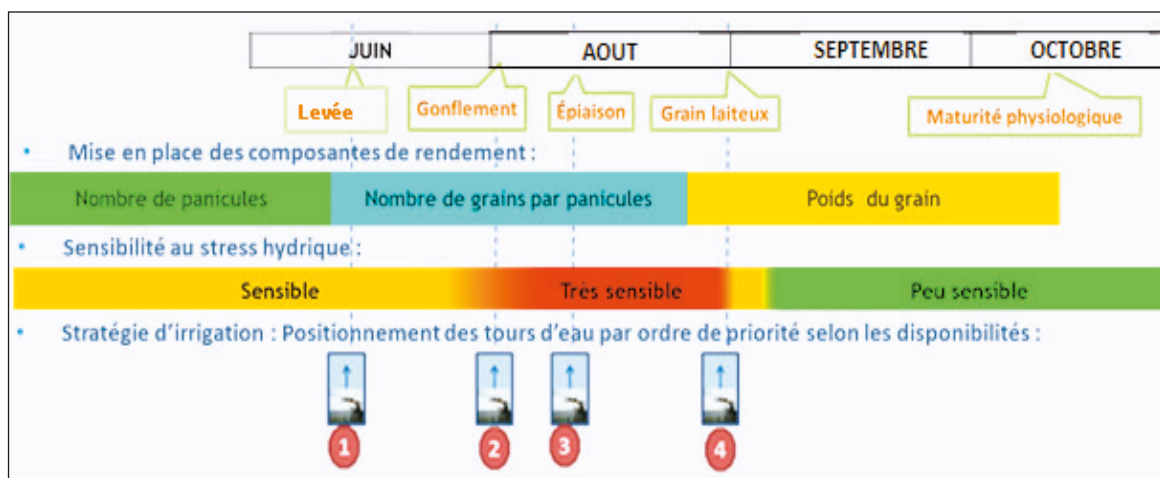 JUIN AOUT SEPTEMBRE OCTOBRE
Levée Gonflement Épiaison Grain laiteux Maturité physiologique
• Mise en place des composantes de rendement :
Nombre de panicules Nombre de grains par panicules Poids du grain
• Sensibilité au stress hydrique :
Sensible Très sensible Peu sensible
• Stratégie d'irrigation : Positionnement des tours d'eau par ordre de priorité selon les disponibilités :
1 2 3 4